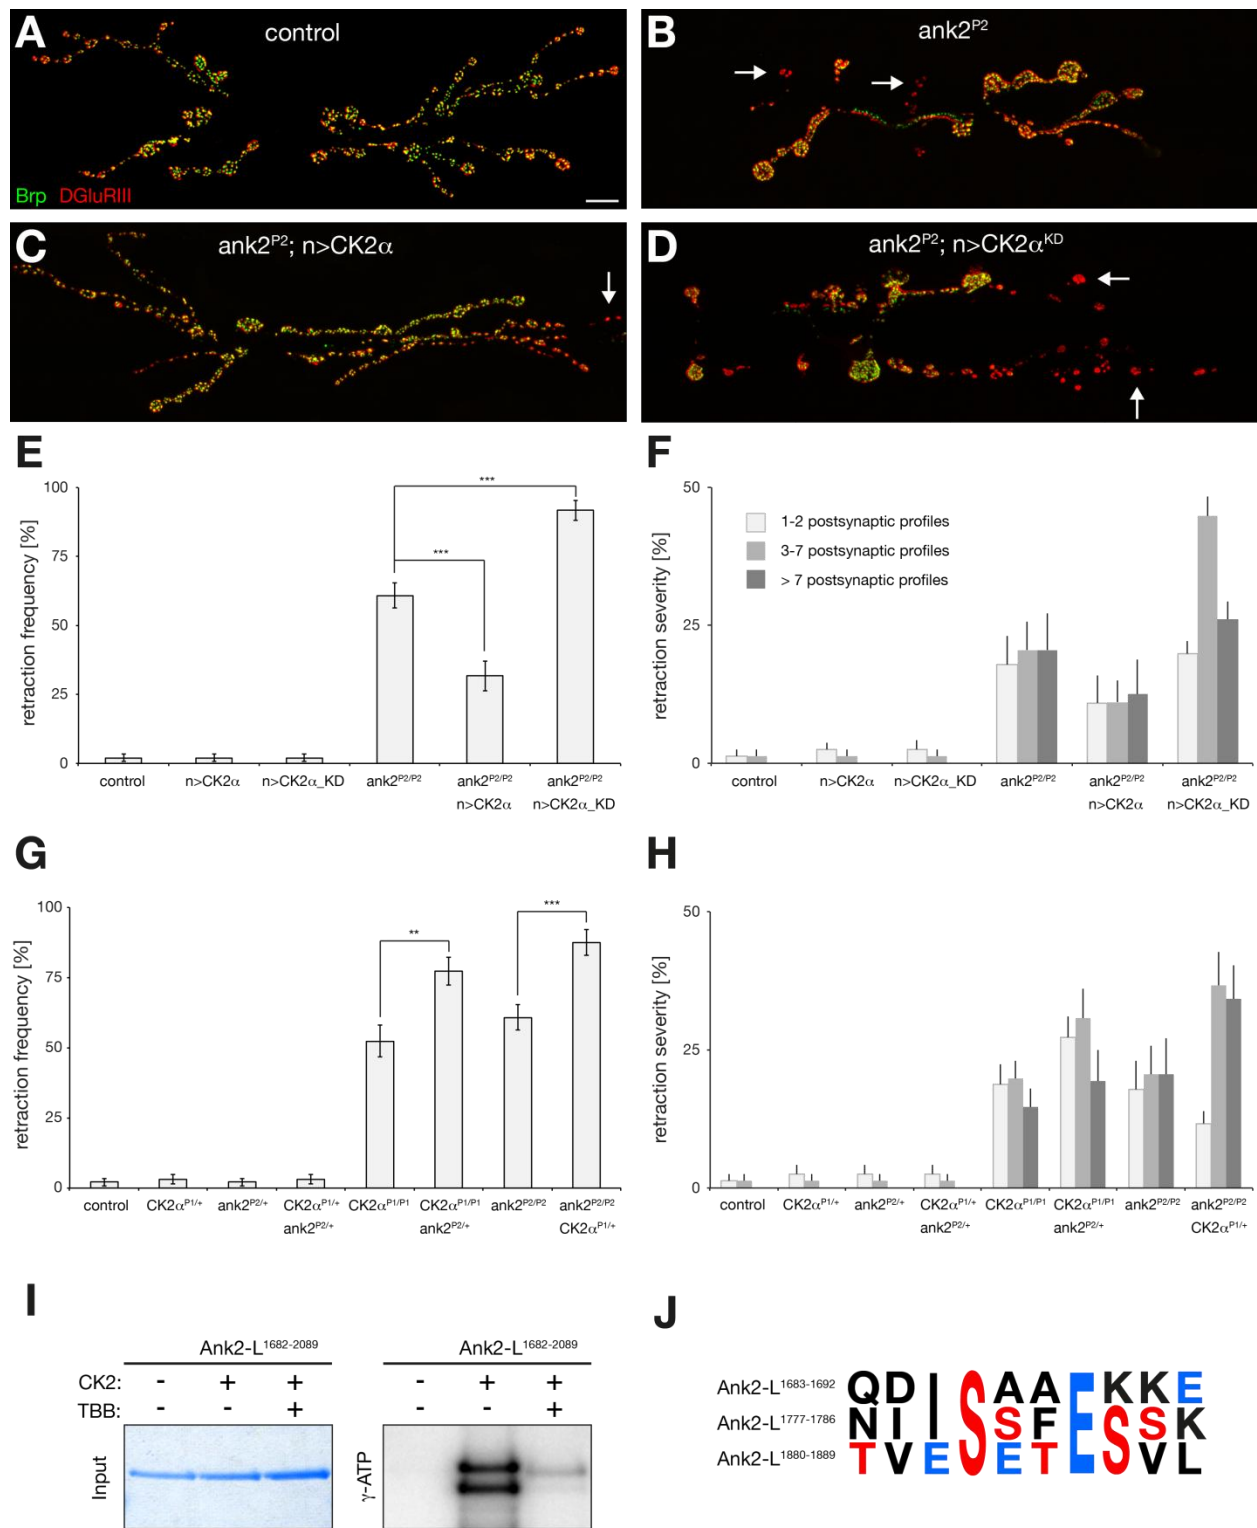 A
control
Brp DGluRIII
B
ank2ᴾ²
C
ank2ᴾ²; n>CK2α
D
ank2ᴾ²; n>CK2αᴷᴰ
E
retraction frequency [%]
100
75
50
25
0
***
***
control
n>CK2α
n>CK2α_KD
ank2ᴾ²/ᴾ²
ank2ᴾ²/ᴾ²
n>CK2α
ank2ᴾ²/ᴾ²
n>CK2α_KD
F
retraction severity [%]
50
25
0
1-2 postsynaptic profiles
3-7 postsynaptic profiles
> 7 postsynaptic profiles
control
n>CK2α
n>CK2α_KD
ank2ᴾ²/ᴾ²
ank2ᴾ²/ᴾ²
n>CK2α
ank2ᴾ²/ᴾ²
n>CK2α_KD
G
retraction frequency [%]
100
75
50
25
0
**
***
control
CK2αᴾ¹/⁺
ank2ᴾ²/⁺
CK2αᴾ¹/⁺
ank2ᴾ²/⁺
CK2αᴾ¹/ᴾ¹
CK2αᴾ¹/ᴾ¹
ank2ᴾ²/⁺
ank2ᴾ²/ᴾ²
ank2ᴾ²/ᴾ²
CK2αᴾ¹/⁺
H
retraction severity [%]
50
25
0
control
CK2αᴾ¹/⁺
ank2ᴾ²/⁺
CK2αᴾ¹/⁺
ank2ᴾ²/⁺
CK2αᴾ¹/ᴾ¹
CK2αᴾ¹/ᴾ¹
ank2ᴾ²/⁺
ank2ᴾ²/ᴾ²
ank2ᴾ²/ᴾ²
CK2αᴾ¹/⁺
I
Ank2-L¹⁶⁸²⁻²⁰⁸⁹
Ank2-L¹⁶⁸²⁻²⁰⁸⁹
CK2: - + + - + +
TBB: - - + - - +
Input
γ-ATP
J
Ank2-L¹⁶⁸³⁻¹⁶⁹² QDISAAEKKE
Ank2-L¹⁷⁷⁷⁻¹⁷⁸⁶ NIISSFESSK
Ank2-L¹⁸⁸⁰⁻¹⁸⁸⁹ TVESETESVL